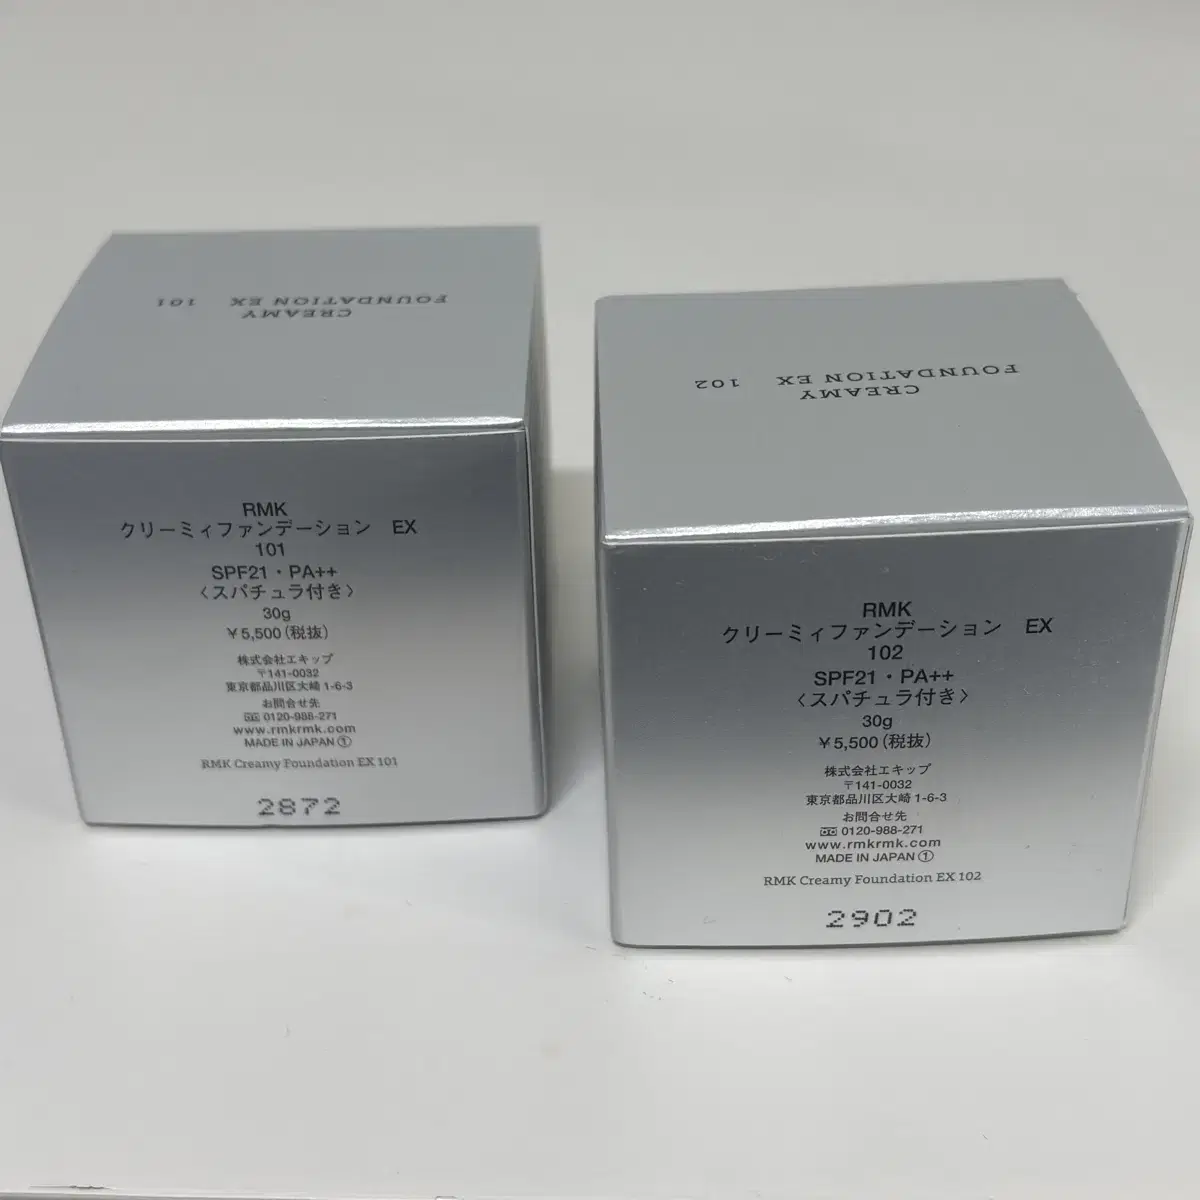 CREAMY
FOUNDATION EX 101
RMK
クリーミィファンデーション EX
101
SPF21・PA++
〈スパチュラ付き〉
30g
￥5,500(税抜)
株式会社エキップ
〒141-0032
東京都品川区大崎1-6-3
お問合せ先
0120-988-271
www.rmkrmk.com
MADE IN JAPAN ①
RMK Creamy Foundation EX 101
2872
CREAMY
FOUNDATION EX 102
RMK
クリーミィファンデーション EX
102
SPF21・PA++
〈スパチュラ付き〉
30g
￥5,500(税抜)
株式会社エキップ
〒141-0032
東京都品川区大崎1-6-3
お問合せ先
0120-988-271
www.rmkrmk.com
MADE IN JAPAN ①
RMK Creamy Foundation EX 102
2902